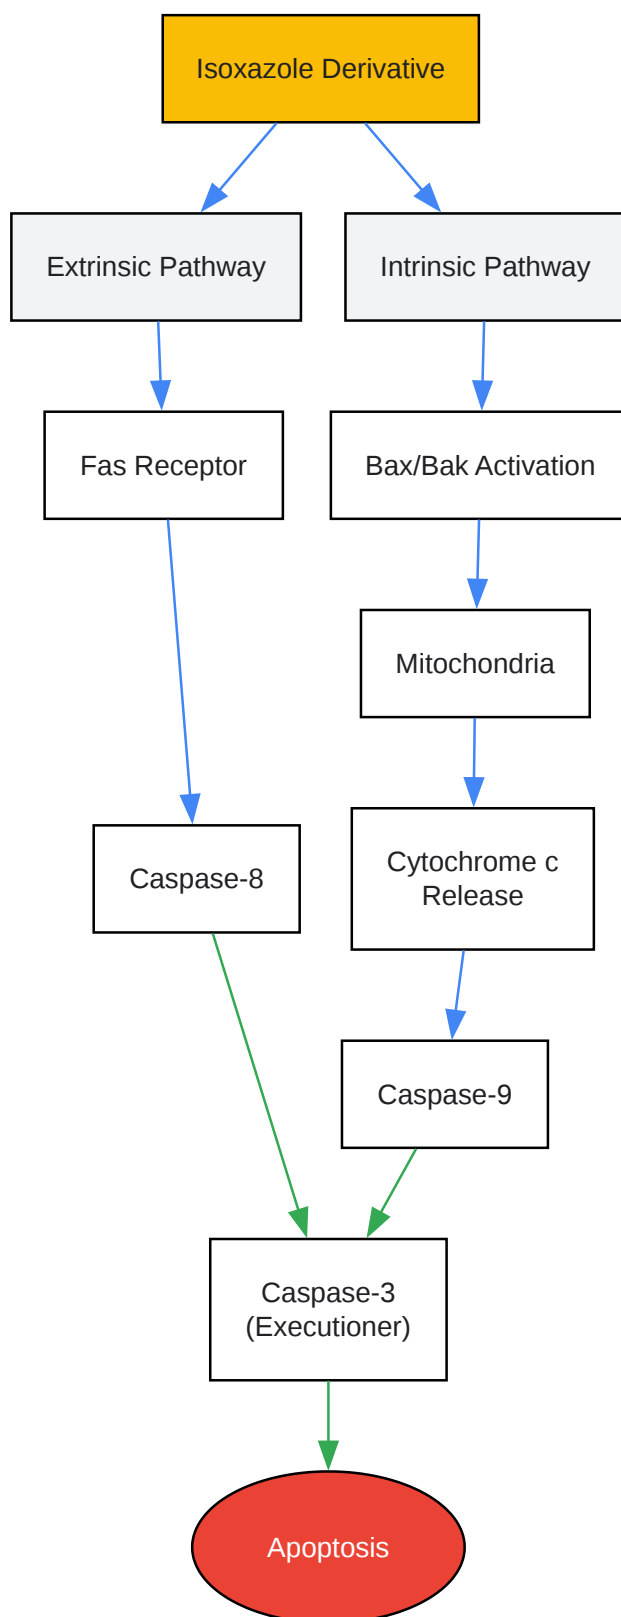 Isoxazole Derivative
Extrinsic Pathway
Intrinsic Pathway
Fas Receptor
Bax/Bak Activation
Mitochondria
Caspase-8
Cytochrome c
Release
Caspase-9
Caspase-3
(Executioner)
Apoptosis